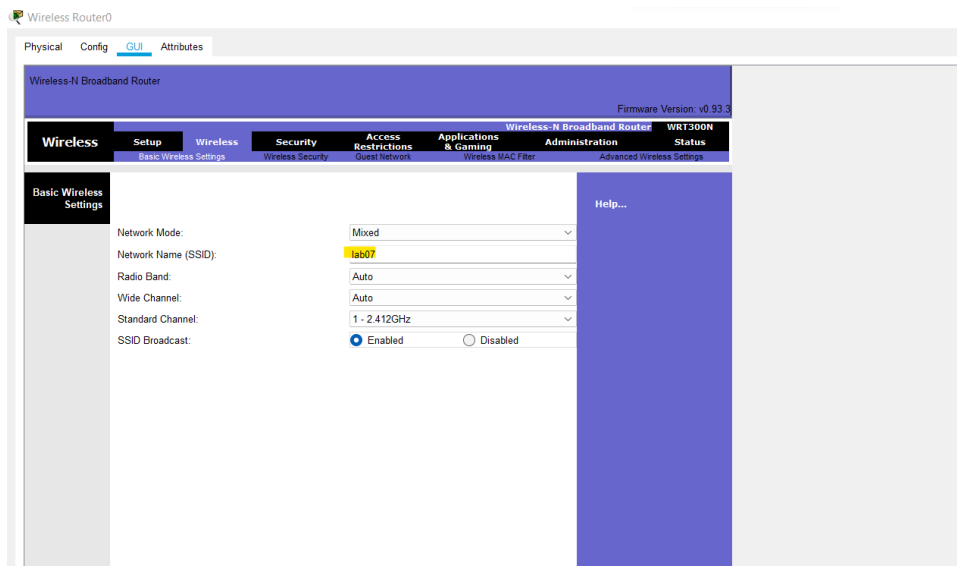 Wireless Router0
Physical Config GUI Attributes
Wireless-N Broadband Router
Firmware Version: v0.93.3
Wireless-N Broadband Router WRT300N
Wireless Setup Wireless Security Access Restrictions Applications & Gaming Administration Status
Basic Wireless Settings Wireless Security Guest Network Wireless MAC Filter Advanced Wireless Settings
Basic Wireless
Settings
Help...
Network Mode: Mixed
Network Name (SSID): lab07
Radio Band: Auto
Wide Channel: Auto
Standard Channel: 1 - 2.412GHz
SSID Broadcast: Enabled Disabled